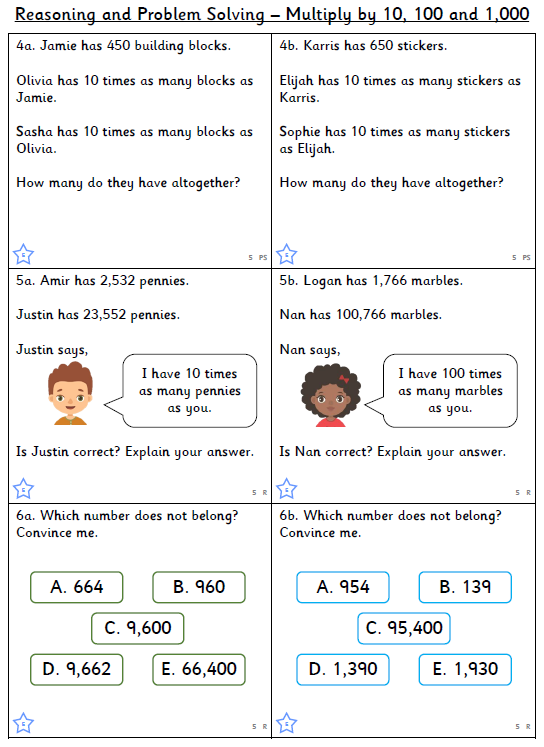 Reasoning and Problem Solving – Multiply by 10, 100 and 1,000
4a. Jamie has 450 building blocks.
Olivia has 10 times as many blocks as
Jamie.
Sasha has 10 times as many blocks as
Olivia.
How many do they have altogether?
E
S PS
4b. Karris has 650 stickers.
Elijah has 10 times as many stickers as
Karris.
Sophie has 10 times as many stickers
as Elijah.
How many do they have altogether?
E
S PS
5a. Amir has 2,532 pennies.
Justin has 23,552 pennies.
Justin says,
I have 10 times
as many pennies
as you.
Is Justin correct? Explain your answer.
E
S R
5b. Logan has 1,766 marbles.
Nan has 100,766 marbles.
Nan says,
I have 100 times
as many marbles
as you.
Is Nan correct? Explain your answer.
E
S R
6a. Which number does not belong?
Convince me.
A. 664
B. 960
C. 9,600
D. 9,662
E. 66,400
E
S R
6b. Which number does not belong?
Convince me.
A. 954
B. 139
C. 95,400
D. 1,390
E. 1,930
E
S R